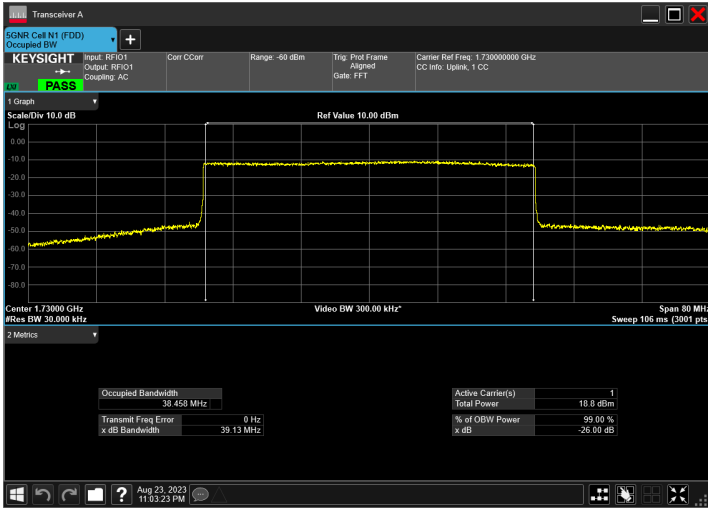 Transceiver A
5GNR Cell N1 (FDD)
Occupied BW
KEYSIGHT
LXI
PASS
Input: RFIO1
Output: RFIO1
Coupling: AC
Corr CCorr
Range: -60 dBm
Trig: Prot Frame
Aligned
Gate: FFT
Carrier Ref Freq: 1.730000000 GHz
CC Info: Uplink, 1 CC
1 Graph
Scale/Div 10.0 dB
Ref Value 10.00 dBm
Log
0.00
-10.0
-20.0
-30.0
-40.0
-50.0
-60.0
-70.0
-80.0
Center 1.73000 GHz
Video BW 300.00 kHz*
Span 80 MHz
#Res BW 30.000 kHz
Sweep 106 ms (3001 pts
2 Metrics
Occupied Bandwidth
38.458 MHz
Transmit Freq Error 0 Hz
x dB Bandwidth 39.13 MHz
Active Carrier(s) 1
Total Power 18.8 dBm
% of OBW Power 99.00 %
x dB -26.00 dB
?
Aug 23, 2023
11:03:23 PM